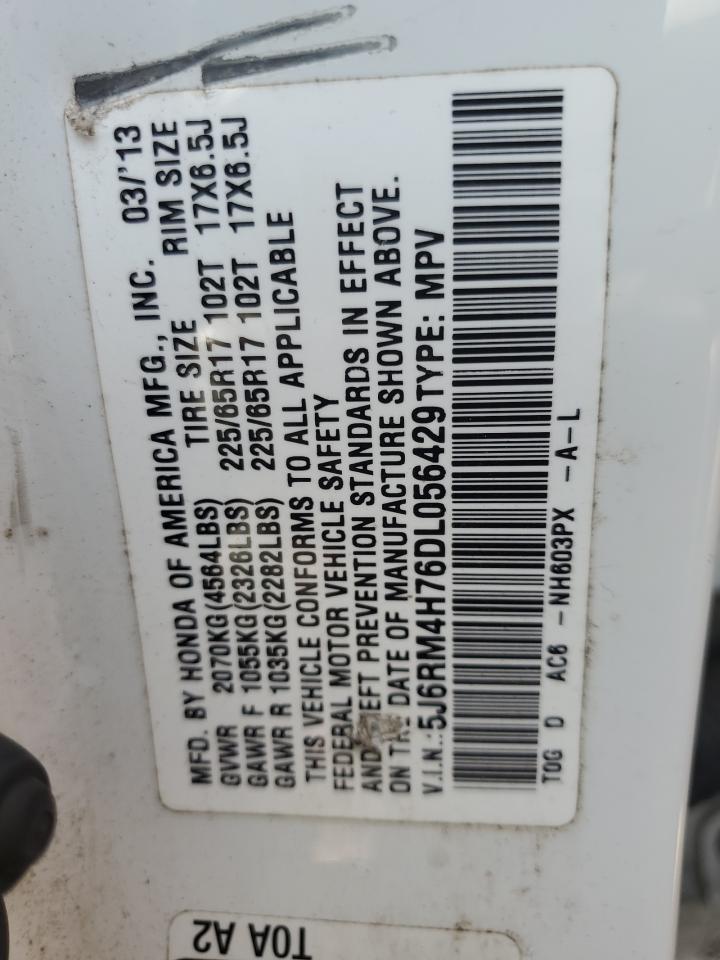 MFD. BY HONDA OF AMERICA MFG., INC. 03/'13
TIRE SIZE RIM SIZE
GVWR 2070KG(4564LBS)
GAWR F 1055KG(2326LBS) 225/65R17 102T 17X6.5J
GAWR R 1035KG(2282LBS) 225/65R17 102T 17X6.5J
THIS VEHICLE CONFORMS TO ALL APPLICABLE
FEDERAL MOTOR VEHICLE SAFETY
AND THEFT PREVENTION STANDARDS IN EFFECT
ON THE DATE OF MANUFACTURE SHOWN ABOVE.
V.I.N.:5J6RM4H76DL056429 TYPE: MPV
TOG D AC6 -NH603PX -A-L
TOA A2